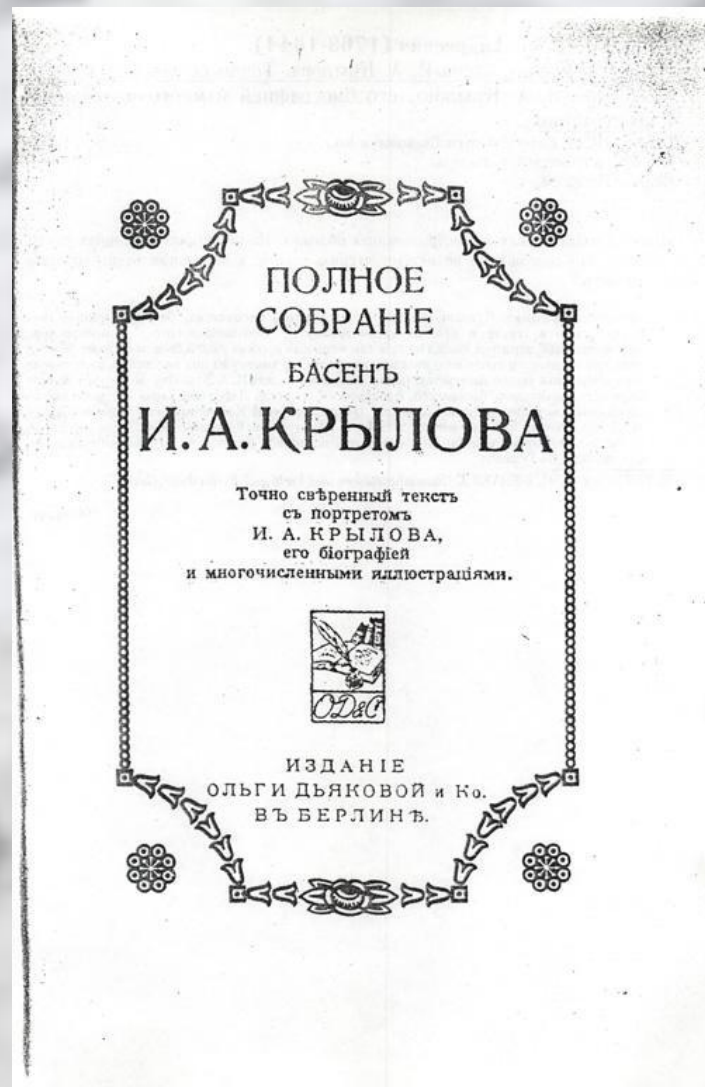 ПОЛНОЕ
СОБРАНІЕ
БАСЕНЪ
И. А. КРЫЛОВА
Точно свѣренный текстъ
съ портретомъ
И. А. КРЫЛОВА,
его біографіей
и многочисленными иллюстраціями.
OD&C
ИЗДАНІЕ
ОЛЬГИ ДЬЯКОВОЙ и Ко.
ВЪ БЕРЛИНѢ.